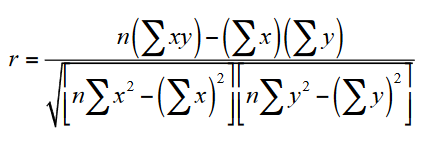 r = n(∑xy) − (∑x)(∑y) / √[n∑x² − (∑x)²][n∑y² − (∑y)²]